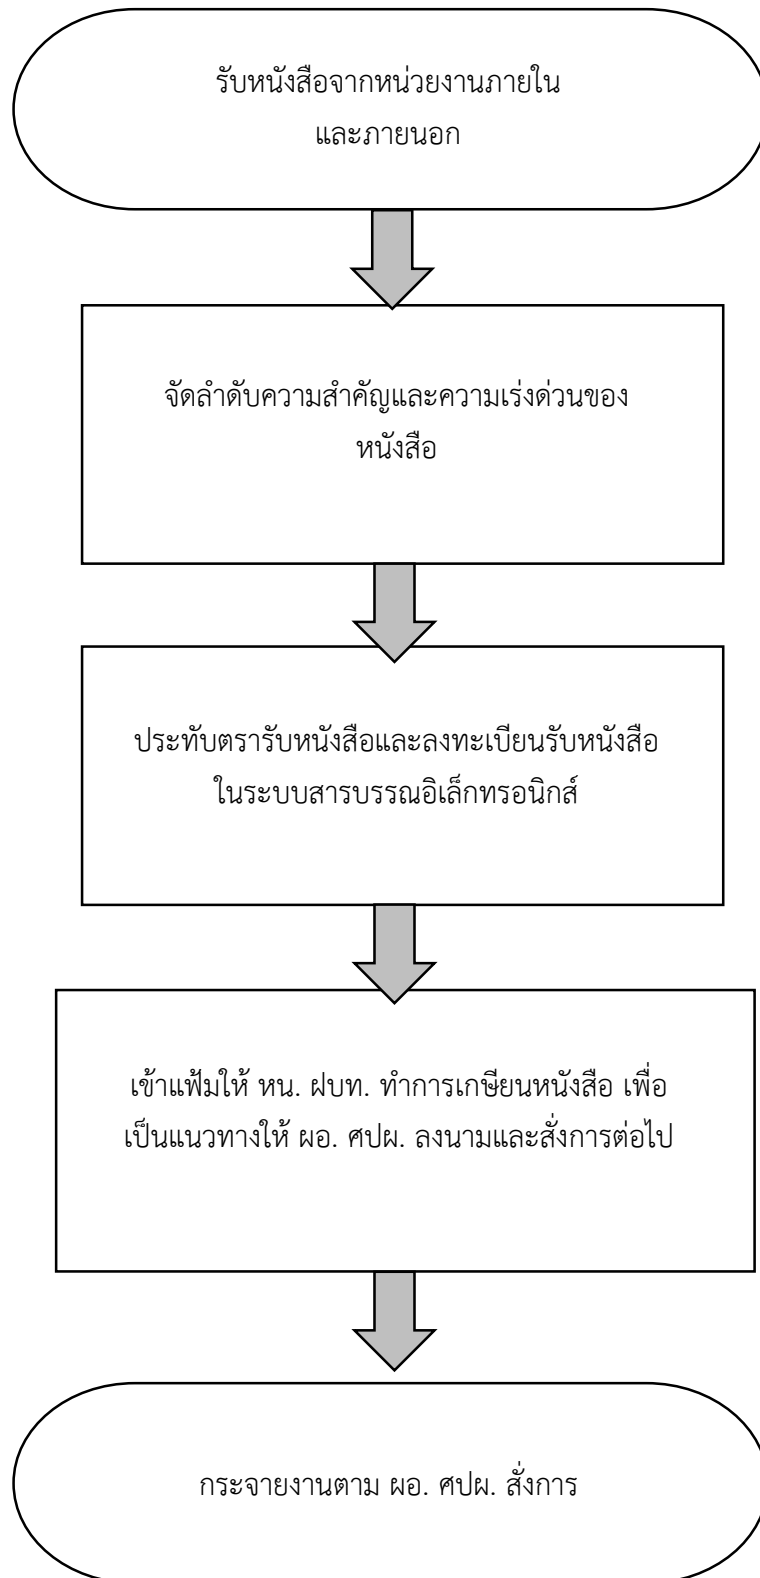 รับหนังสือจากหน่วยงานภายใน
และภายนอก
จัดลำดับความสำคัญและความเร่งด่วนของ
หนังสือ
ประทับตรารับหนังสือและลงทะเบียนรับหนังสือ
ในระบบสารบรรณอิเล็กทรอนิกส์
เข้าแฟ้มให้ หน. ฝบท. ทำการเกษียนหนังสือ เพื่อ
เป็นแนวทางให้ ผอ. ศปผ. ลงนามและสั่งการต่อไป
กระจายงานตาม ผอ. ศปผ. สั่งการ